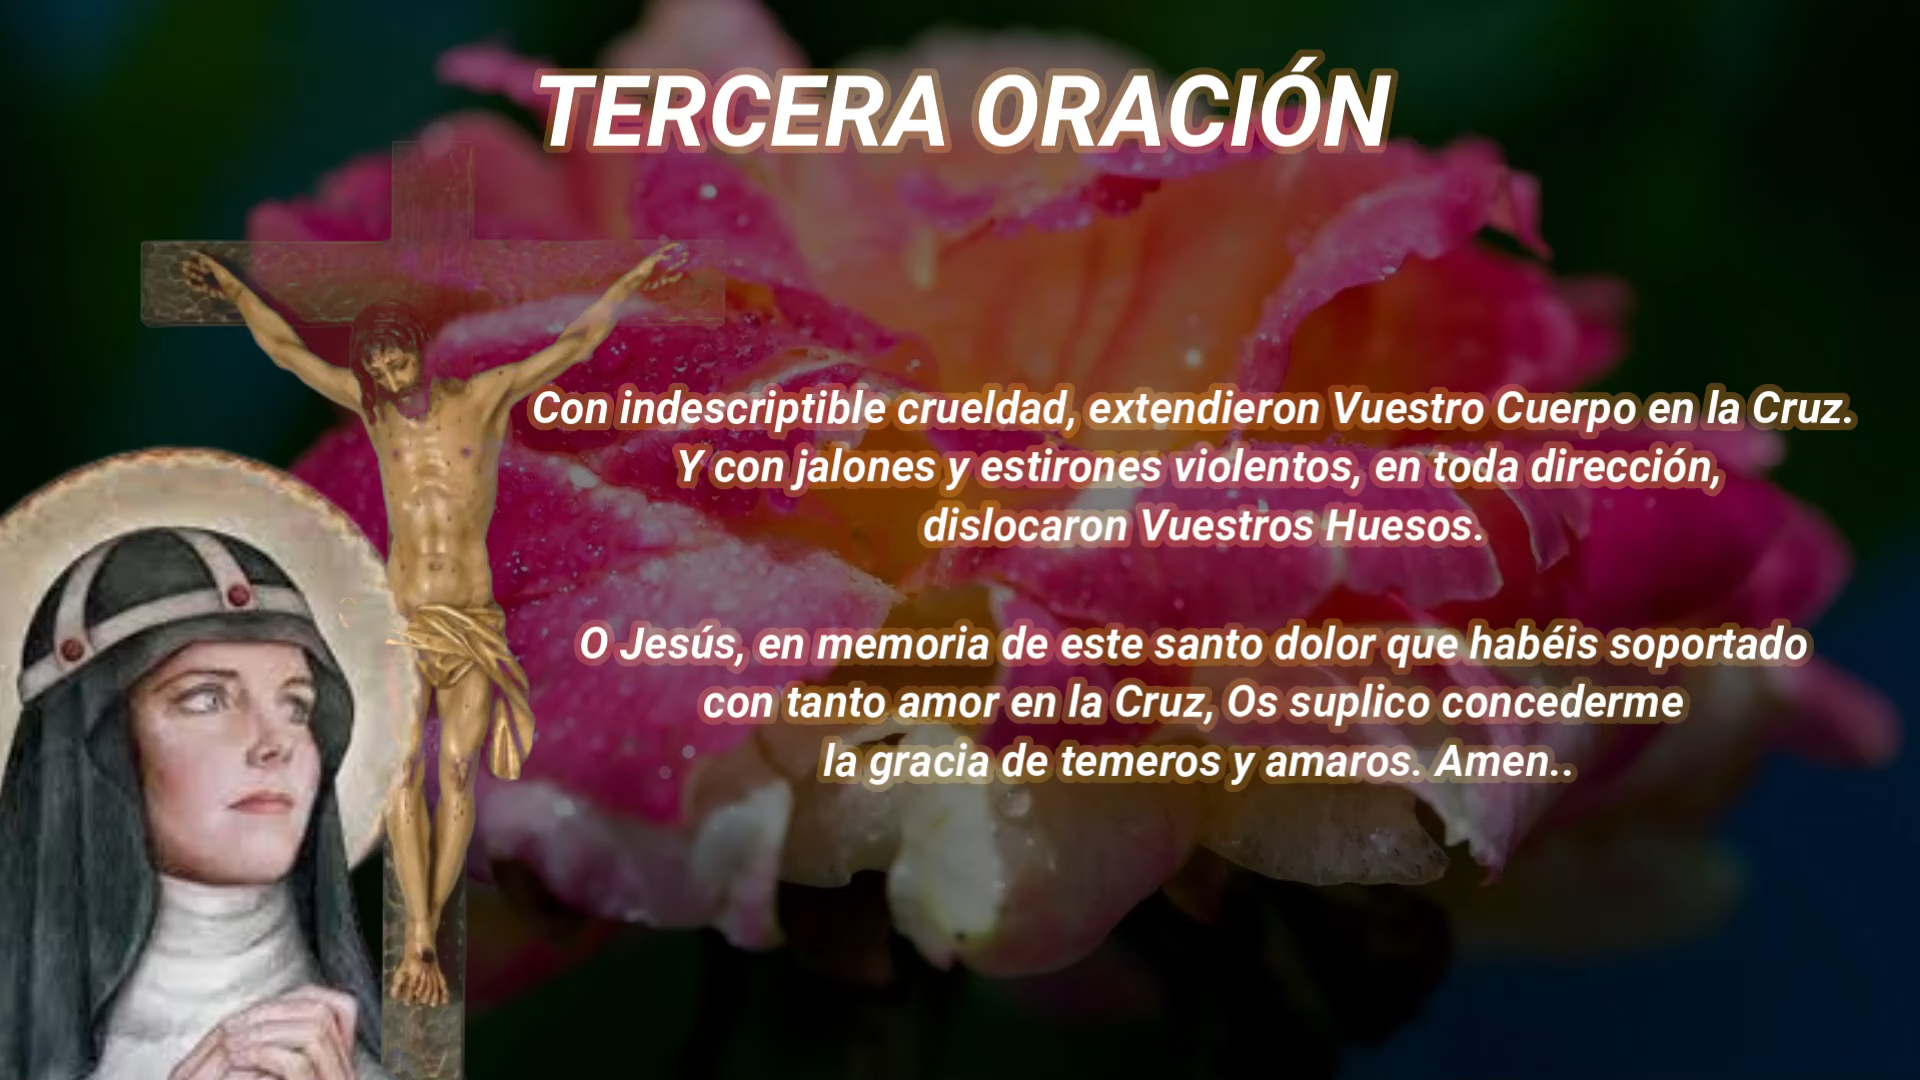 TERCERA ORACIÓN
Con indescriptible crueldad, extendieron Vuestro Cuerpo en la Cruz.
Y con jalones y estirones violentos, en toda dirección,
dislocaron Vuestros Huesos.
O Jesús, en memoria de este santo dolor que habéis soportado
con tanto amor en la Cruz, Os suplico concederme
la gracia de temeros y amaros. Amen..